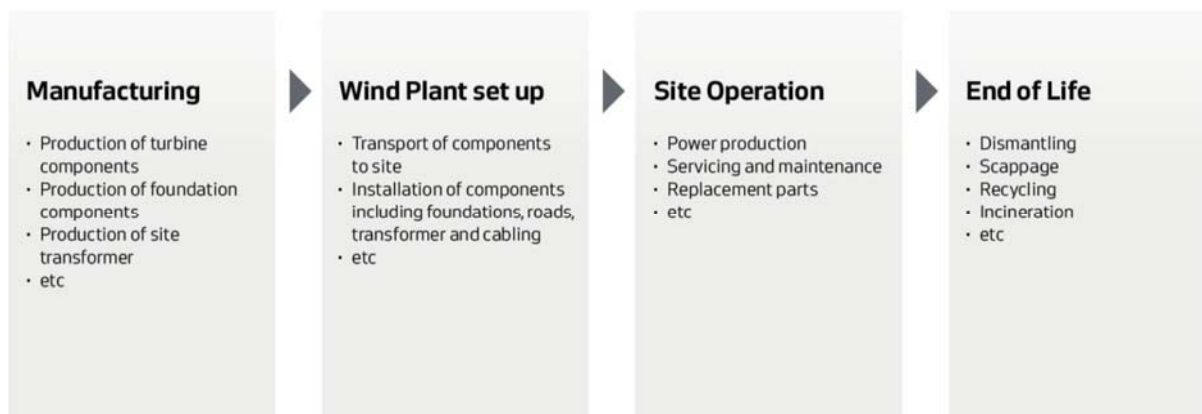 Manufacturing
· Production of turbine
components
· Production of foundation
components
· Production of site
transformer
· etc
Wind Plant set up
· Transport of components
to site
· Installation of components
including foundations, roads,
transformer and cabling
· etc
Site Operation
· Power production
· Servicing and maintenance
· Replacement parts
· etc
End of Life
· Dismantling
· Scappage
· Recycling
· Incineration
· etc